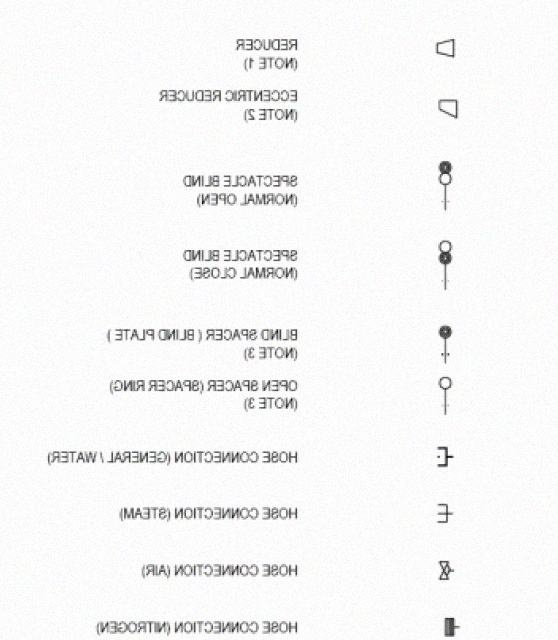 REDUCER
(NOTE 1)
ECCENTRIC REDUCER
(NOTE 2)
SPECTACLE BLIND
(NORMAL OPEN)
SPECTACLE BLIND
(NORMAL CLOSE)
BLIND SPACER ( BLIND PLATE )
(NOTE 3)
OPEN SPACER (SPACER RING)
(NOTE 3)
HOSE CONNECTION (GENERAL / WATER)
HOSE CONNECTION (STEAM)
HOSE CONNECTION (AIR)
HOSE CONNECTION (NITROGEN)